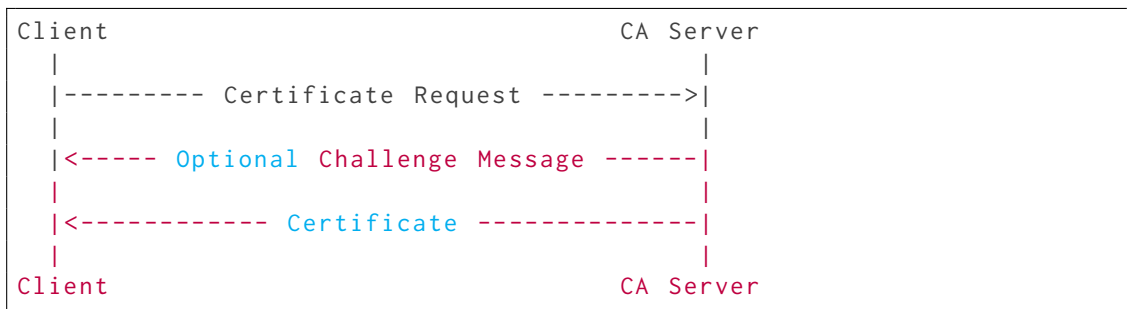 Client                                CA Server
  |                                       |
  |--------- Certificate Request --------->|
  |                                       |
  |<----- Optional Challenge Message ------|
  |                                       |
  |<------------ Certificate --------------|
  |                                       |
Client                                CA Server